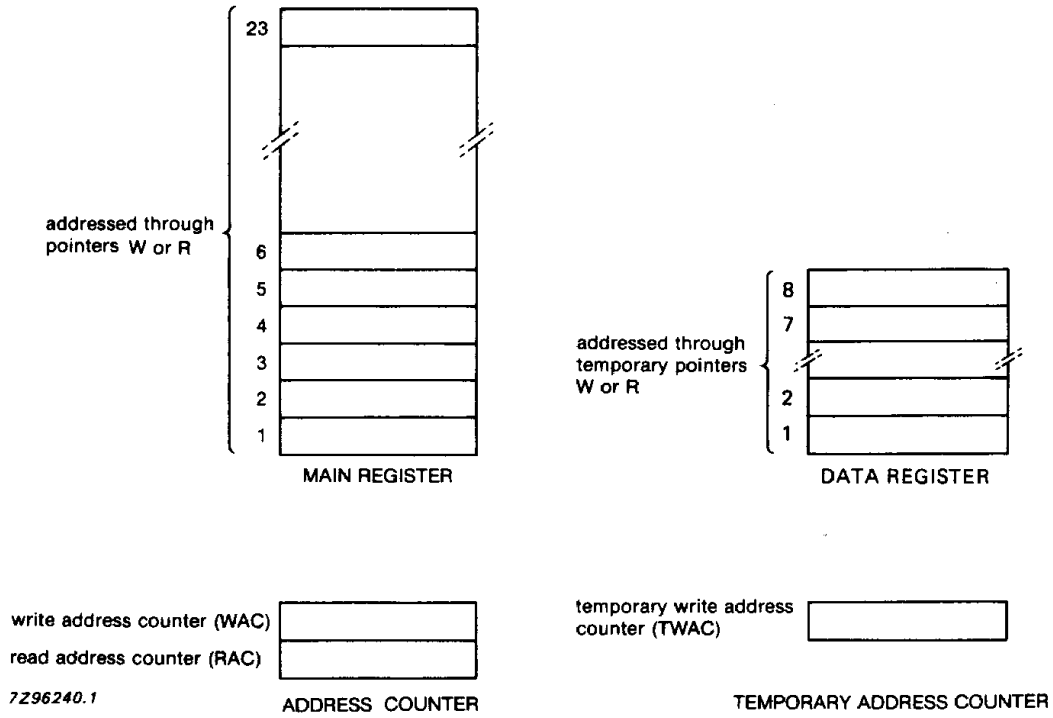 23
addressed through
pointers W or R
6
5
4
3
2
1
MAIN REGISTER
8
7
addressed through
temporary pointers
W or R
2
1
DATA REGISTER
write address counter (WAC)
read address counter (RAC)
7Z96240.1
ADDRESS COUNTER
temporary write address
counter (TWAC)
TEMPORARY ADDRESS COUNTER